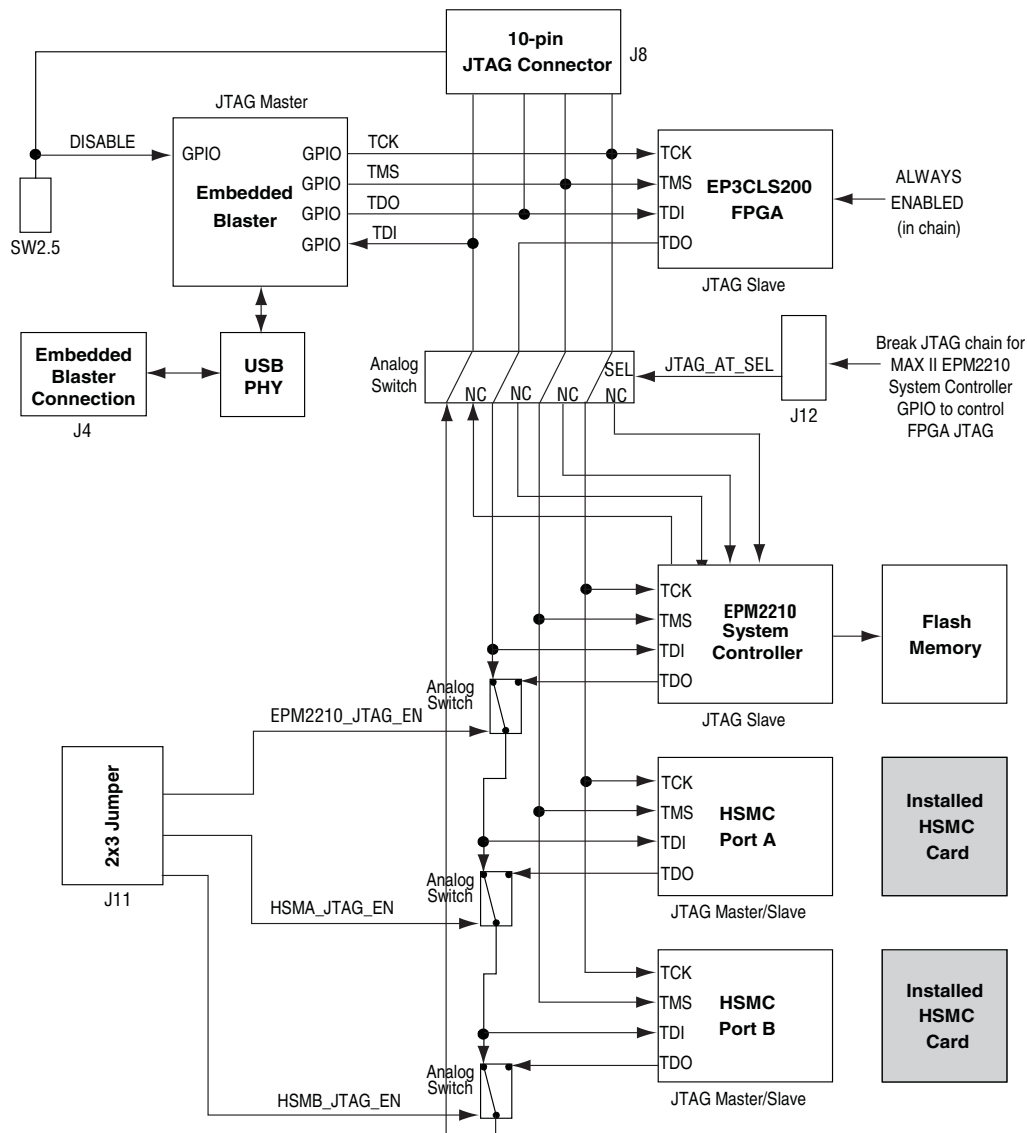 10-pin
JTAG Connector
J8
JTAG Master
DISABLE
GPIO
GPIO
GPIO
GPIO
GPIO
Embedded
Blaster
TCK
TMS
TDO
TDI
TCK
TMS
TDI
TDO
EP3CLS200
FPGA
ALWAYS
ENABLED
(in chain)
JTAG Slave
SW2.5
Embedded
Blaster
Connection
J4
USB
PHY
Analog
Switch
NC
NC
NC
SEL
NC
JTAG_AT_SEL
J12
Break JTAG chain for
MAX II EPM2210
System Controller
GPIO to control
FPGA JTAG
TCK
TMS
TDI
TDO
EPM2210
System
Controller
JTAG Slave
Flash
Memory
Analog
Switch
EPM2210_JTAG_EN
2x3 Jumper
J11
TCK
TMS
TDI
TDO
HSMC
Port A
JTAG Master/Slave
Installed
HSMC
Card
Analog
Switch
HSMA_JTAG_EN
TCK
TMS
TDI
TDO
HSMC
Port B
JTAG Master/Slave
Installed
HSMC
Card
Analog
Switch
HSMB_JTAG_EN